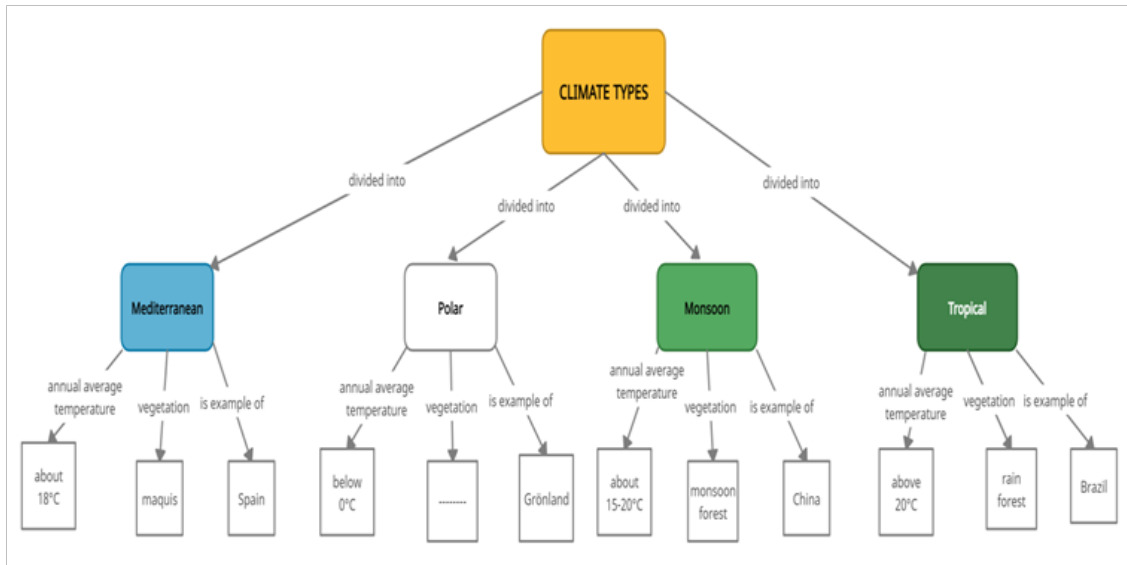 CLIMATE TYPES
divided into
divided into
divided into
divided into
Mediterranean
Polar
Monsoon
Tropical
annual average
temperature
vegetation
is example of
annual average
temperature
vegetation
is example of
annual average
temperature
vegetation
is example of
annual average
temperature
vegetation
is example of
about
18°C
maquis
Spain
below
0°C
--------
Grönland
about
15-20°C
monsoon
forest
China
above
20°C
rain
forest
Brazil